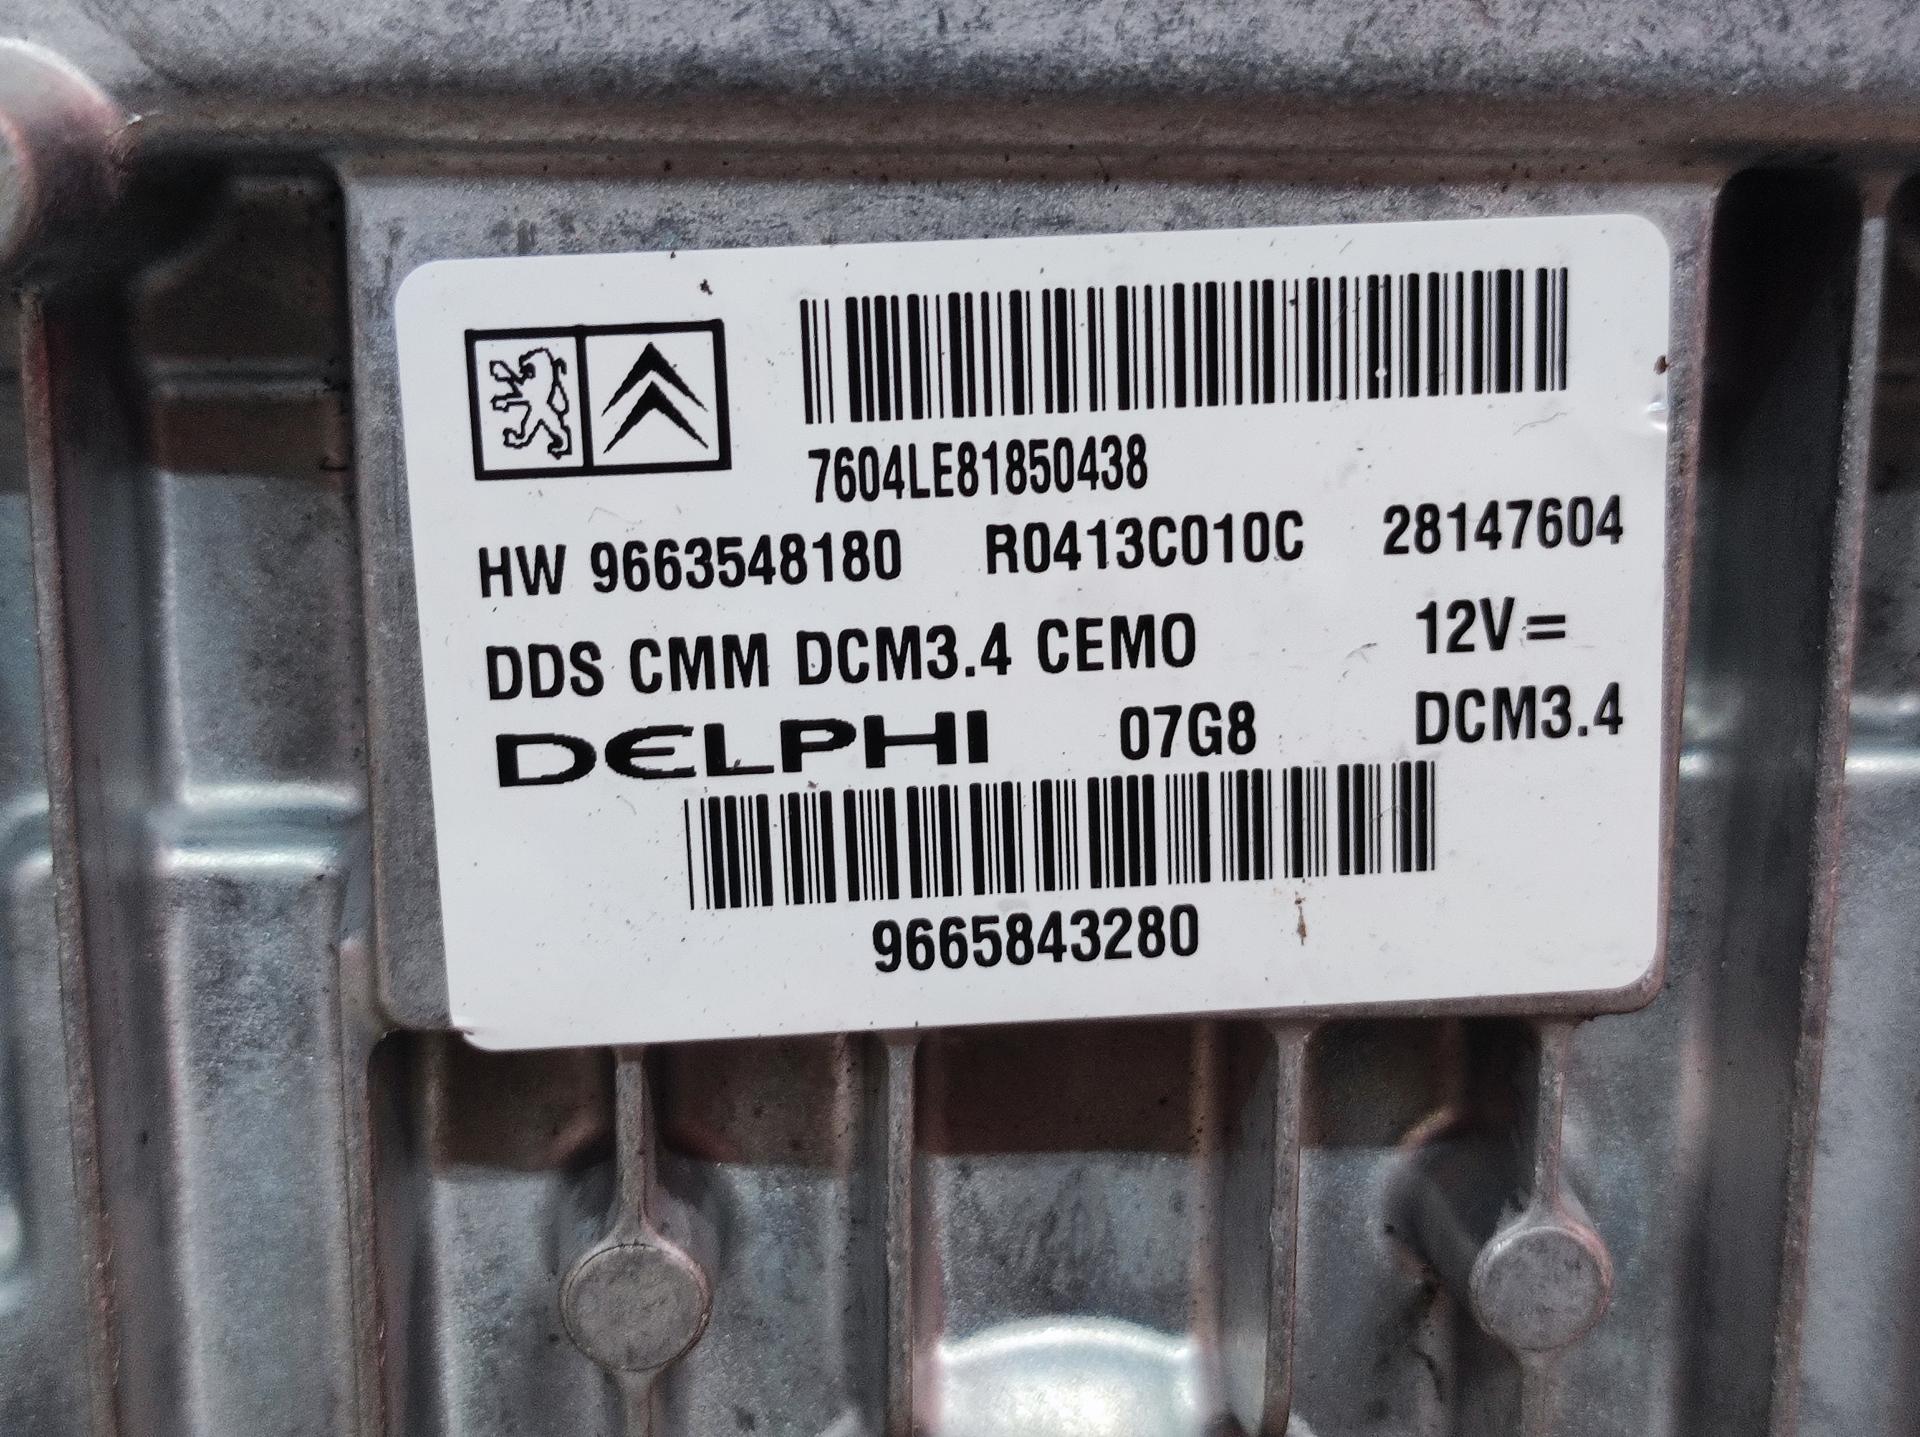 7604LE81850438
HW 9663548180 R0413C010C 28147604
DDS CMM DCM3.4 CEMO 12V=
DELPHI 07G8 DCM3.4
9665843280